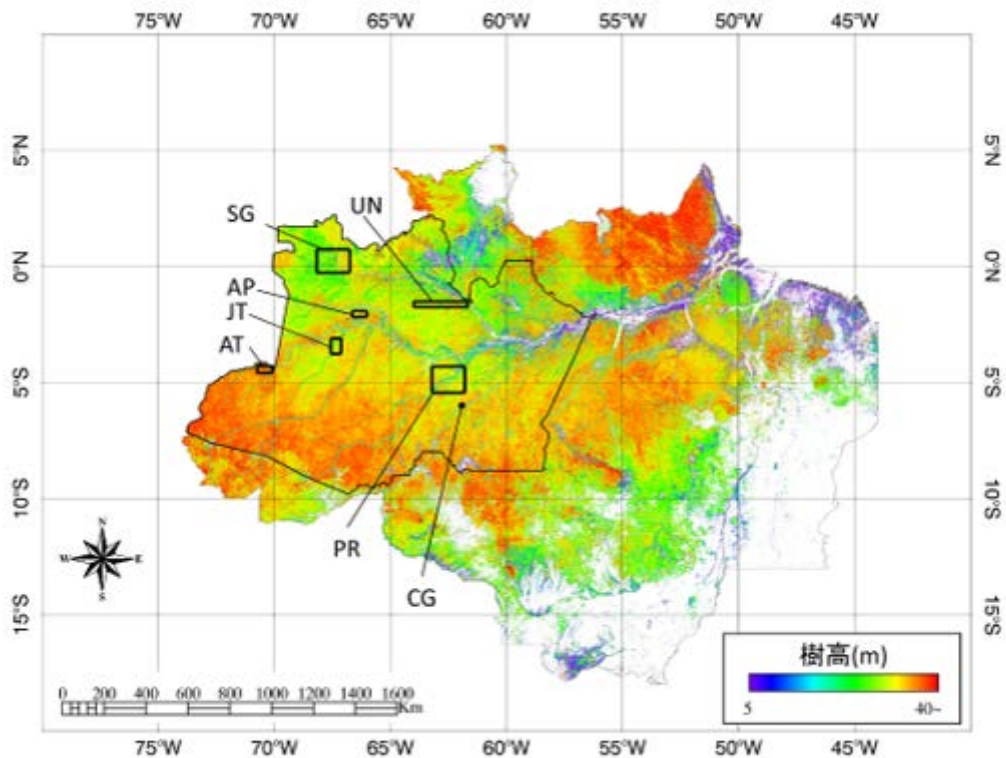 75°W 70°W 65°W 60°W 55°W 50°W 45°W
5°N 5°N
UN
SG
0°N 0°N
AP
JT
AT
5°S 5°S
10°S 10°S
PR
N
W E
S
CG
15°S 15°S
樹高(m)
5 40~
0 200 400 600 800 1000 1200 1400 1600
Km
75°W 70°W 65°W 60°W 55°W 50°W 45°W